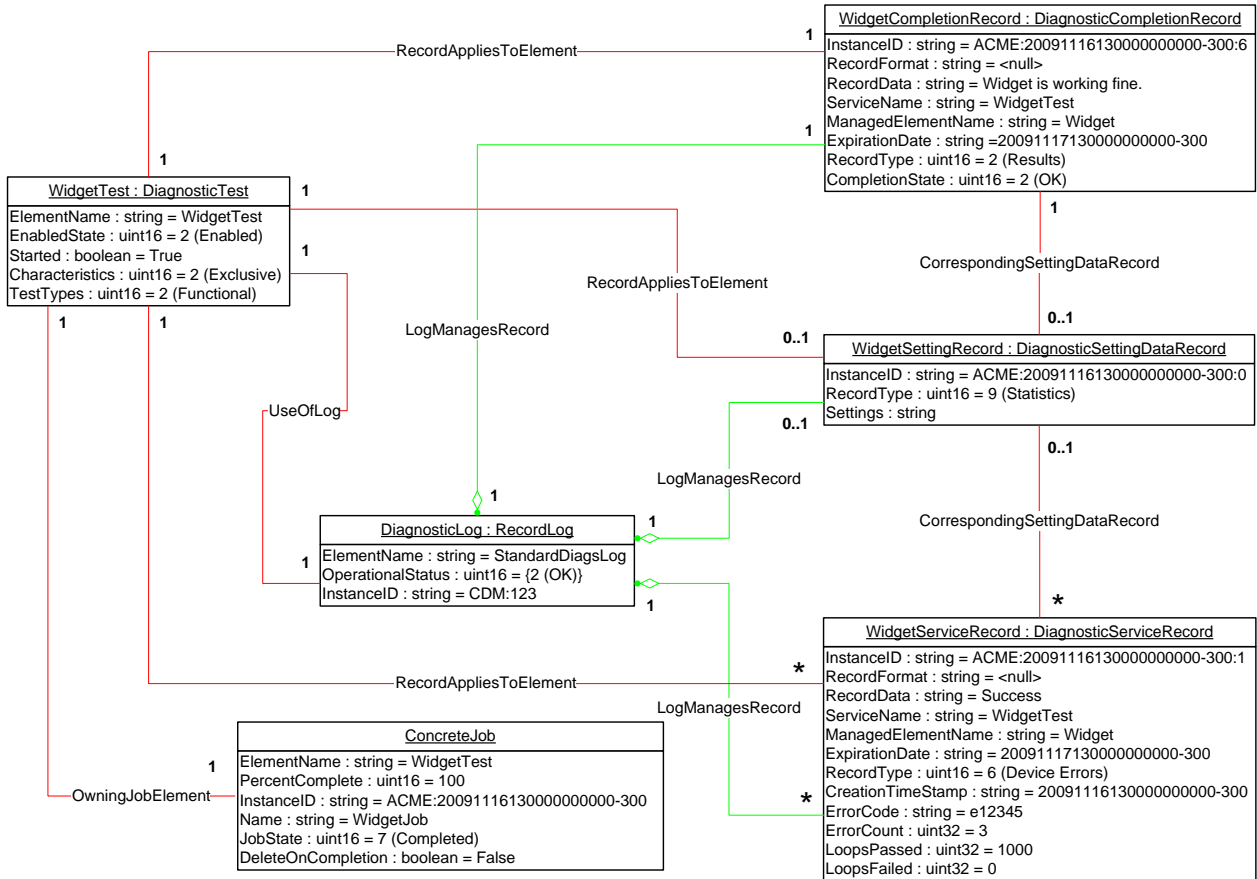 WidgetCompletionRecord : DiagnosticCompletionRecord
InstanceID : string = ACME:20091116130000000000-300:6
RecordFormat : string = <null>
RecordData : string = Widget is working fine.
ServiceName : string = WidgetTest
ManagedElementName : string = Widget
ExpirationDate : string =20091117130000000000-300
RecordType : uint16 = 2 (Results)
CompletionState : uint16 = 2 (OK)
1
RecordAppliesToElement
1
1
1
WidgetTest : DiagnosticTest
ElementName : string = WidgetTest
EnabledState : uint16 = 2 (Enabled)
Started : boolean = True
Characteristics : uint16 = 2 (Exclusive)
TestTypes : uint16 = 2 (Functional)
1
1
1
1
CorrespondingSettingDataRecord
RecordAppliesToElement
LogManagesRecord
0..1
0..1
WidgetSettingRecord : DiagnosticSettingDataRecord
InstanceID : string = ACME:20091116130000000000-300:0
RecordType : uint16 = 9 (Statistics)
Settings : string
UseOfLog
0..1
0..1
LogManagesRecord
1
DiagnosticLog : RecordLog
ElementName : string = StandardDiagsLog
OperationalStatus : uint16 = {2 (OK)}
InstanceID : string = CDM:123
1
1
1
CorrespondingSettingDataRecord
*
WidgetServiceRecord : DiagnosticServiceRecord
InstanceID : string = ACME:20091116130000000000-300:1
RecordFormat : string = <null>
RecordData : string = Success
ServiceName : string = WidgetTest
ManagedElementName : string = Widget
ExpirationDate : string = 20091117130000000000-300
RecordType : uint16 = 6 (Device Errors)
CreationTimeStamp : string = 20091116130000000000-300
ErrorCode : string = e12345
ErrorCount : uint32 = 3
LoopsPassed : uint32 = 1000
LoopsFailed : uint32 = 0
RecordAppliesToElement
*
LogManagesRecord
*
ConcreteJob
ElementName : string = WidgetTest
PercentComplete : uint16 = 100
InstanceID : string = ACME:20091116130000000000-300
Name : string = WidgetJob
JobState : uint16 = 7 (Completed)
DeleteOnCompletion : boolean = False
1
OwningJobElement